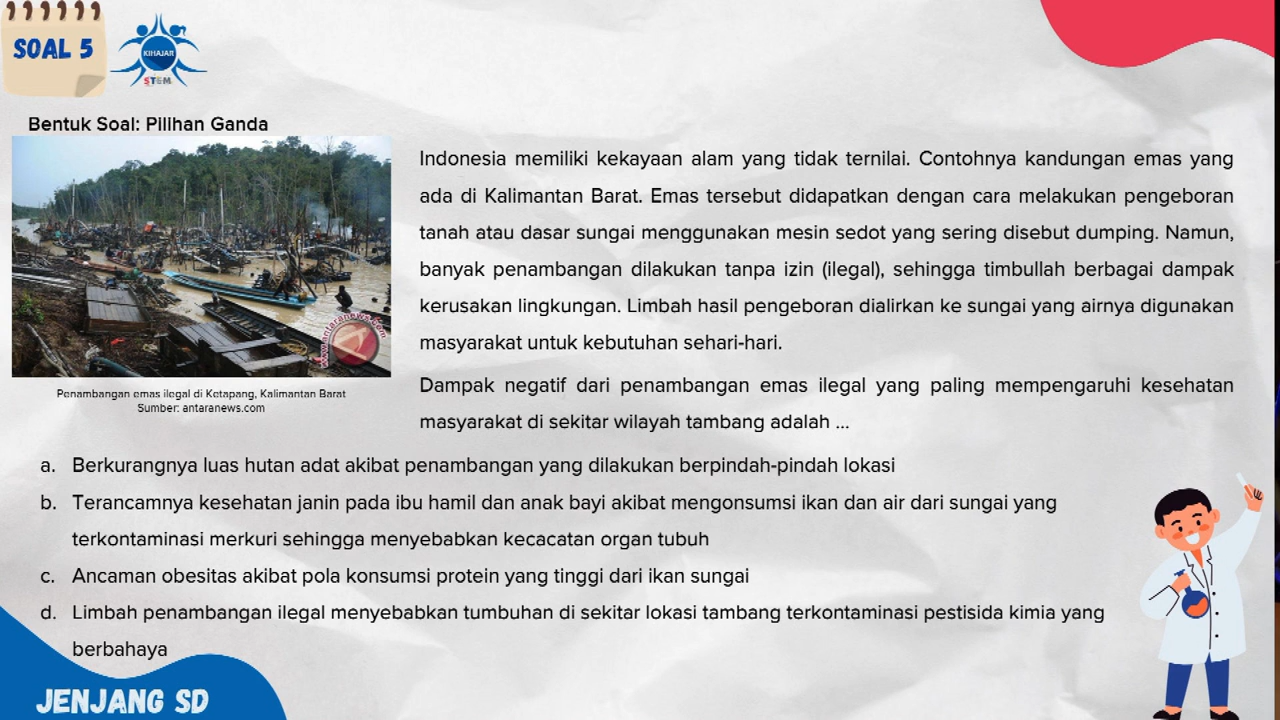 SOAL 5
KIHAJAR
STEM
Bentuk Soal: Pilihan Ganda
www.antaranews.com
Penambangan emas ilegal di Ketapang, Kalimantan Barat
Sumber: antaranews.com
Indonesia memiliki kekayaan alam yang tidak ternilai. Contohnya kandungan emas yang
ada di Kalimantan Barat. Emas tersebut didapatkan dengan cara melakukan pengeboran
tanah atau dasar sungai menggunakan mesin sedot yang sering disebut dumping. Namun,
banyak penambangan dilakukan tanpa izin (ilegal), sehingga timbullah berbagai dampak
kerusakan lingkungan. Limbah hasil pengeboran dialirkan ke sungai yang airnya digunakan
masyarakat untuk kebutuhan sehari-hari.
Dampak negatif dari penambangan emas ilegal yang paling mempengaruhi kesehatan
masyarakat di sekitar wilayah tambang adalah ...
a. Berkurangnya luas hutan adat akibat penambangan yang dilakukan berpindah-pindah lokasi
b. Terancamnya kesehatan janin pada ibu hamil dan anak bayi akibat mengonsumsi ikan dan air dari sungai yang
terkontaminasi merkuri sehingga menyebabkan kecacatan organ tubuh
c. Ancaman obesitas akibat pola konsumsi protein yang tinggi dari ikan sungai
d. Limbah penambangan ilegal menyebabkan tumbuhan di sekitar lokasi tambang terkontaminasi pestisida kimia yang
berbahaya
JENJANG SD